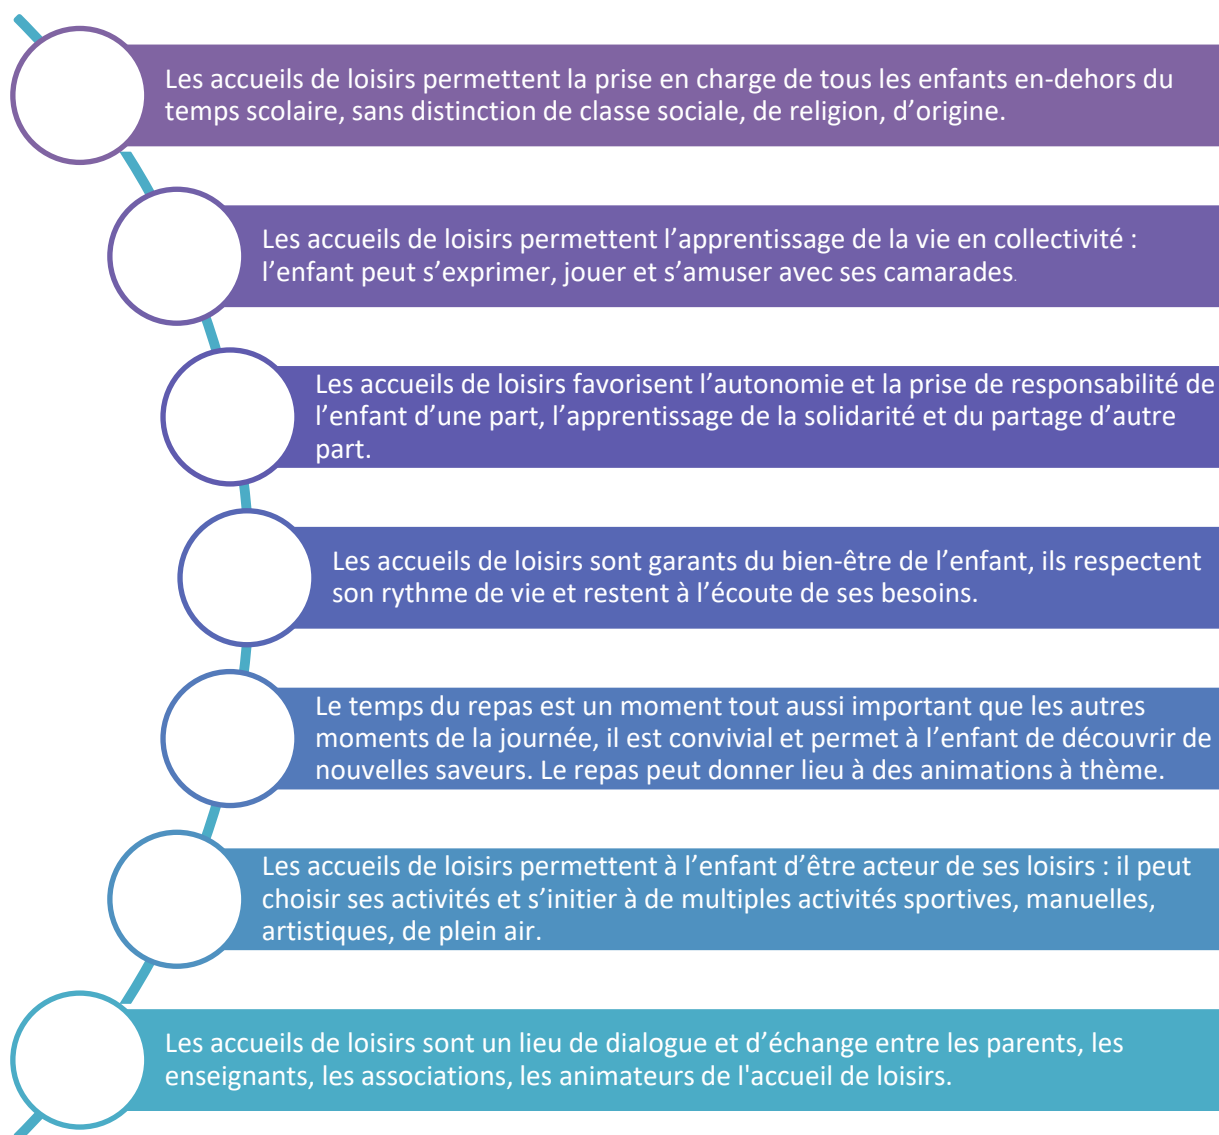 Les accueils de loisirs permettent la prise en charge de tous les enfants en-dehors du
temps scolaire, sans distinction de classe sociale, de religion, d’origine.
Les accueils de loisirs permettent l’apprentissage de la vie en collectivité :
l’enfant peut s’exprimer, jouer et s’amuser avec ses camarades.
Les accueils de loisirs favorisent l’autonomie et la prise de responsabilité de
l’enfant d’une part, l’apprentissage de la solidarité et du partage d’autre
part.
Les accueils de loisirs sont garants du bien-être de l’enfant, ils respectent
son rythme de vie et restent à l’écoute de ses besoins.
Le temps du repas est un moment tout aussi important que les autres
moments de la journée, il est convivial et permet à l’enfant de découvrir de
nouvelles saveurs. Le repas peut donner lieu à des animations à thème.
Les accueils de loisirs permettent à l’enfant d’être acteur de ses loisirs : il peut
choisir ses activités et s’initier à de multiples activités sportives, manuelles,
artistiques, de plein air.
Les accueils de loisirs sont un lieu de dialogue et d’échange entre les parents, les
enseignants, les associations, les animateurs de l'accueil de loisirs.